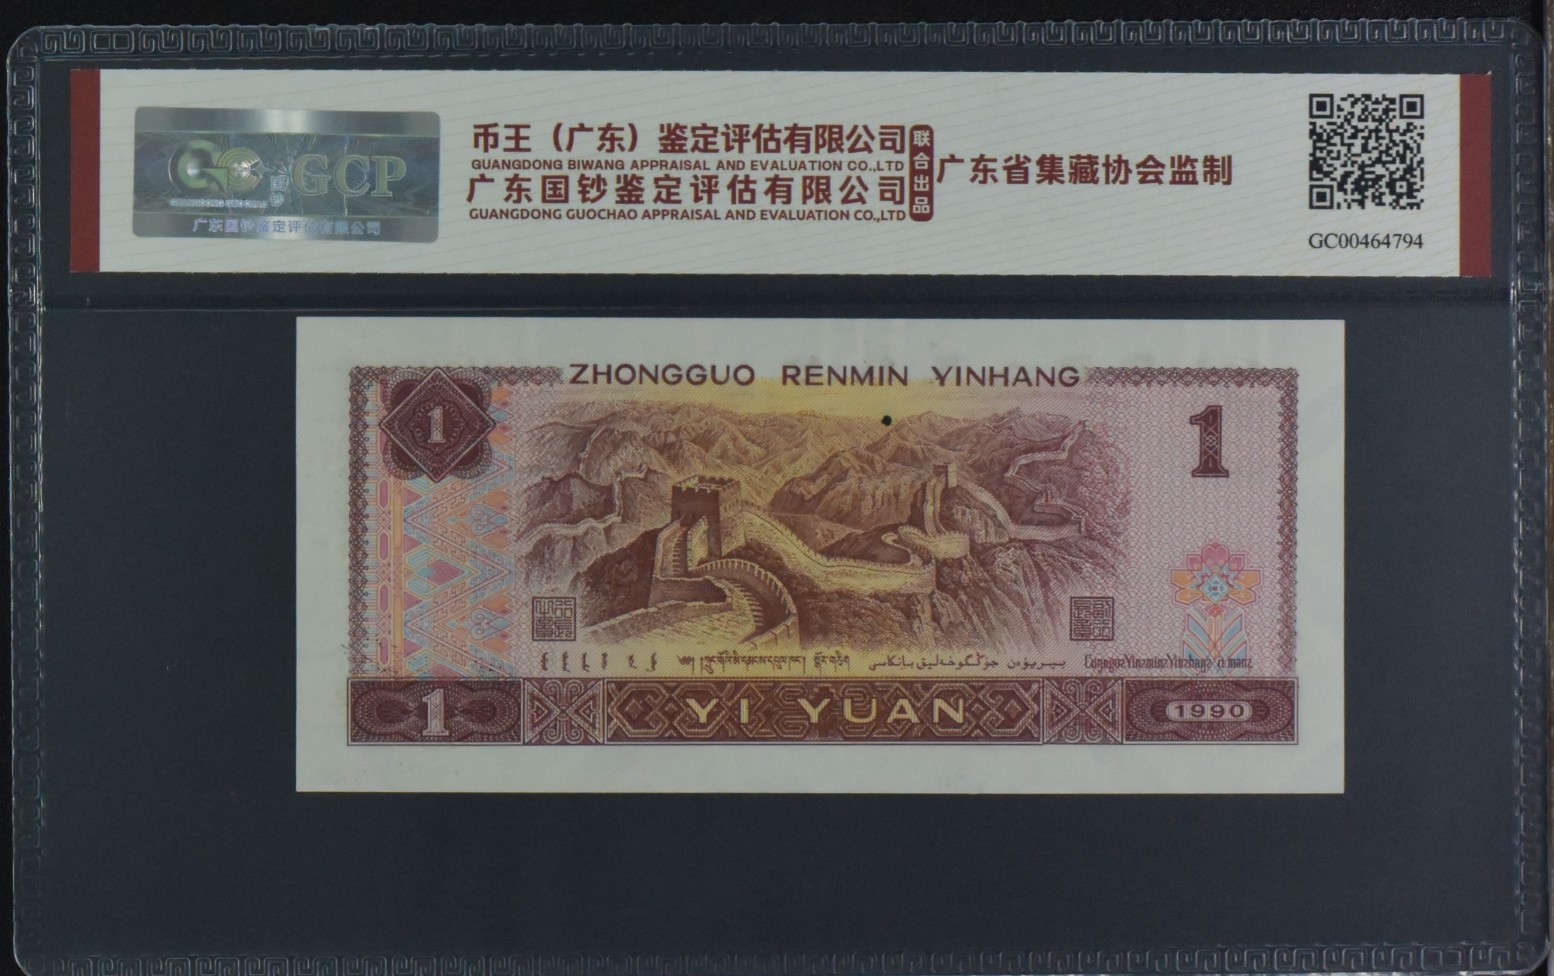 GCP
广东国钞鉴定评估有限公司
币王（广东）鉴定评估有限公司
GUANGDONG BIWANG APPRAISAL AND EVALUATION CO.,LTD
广东国钞鉴定评估有限公司
GUANGDONG GUOCHAO APPRAISAL AND EVALUATION CO.,LTD
联合出品
广东省集藏协会监制
GC00464794
ZHONGGUO RENMIN YINHANG
1
1
1
YI YUAN
1990